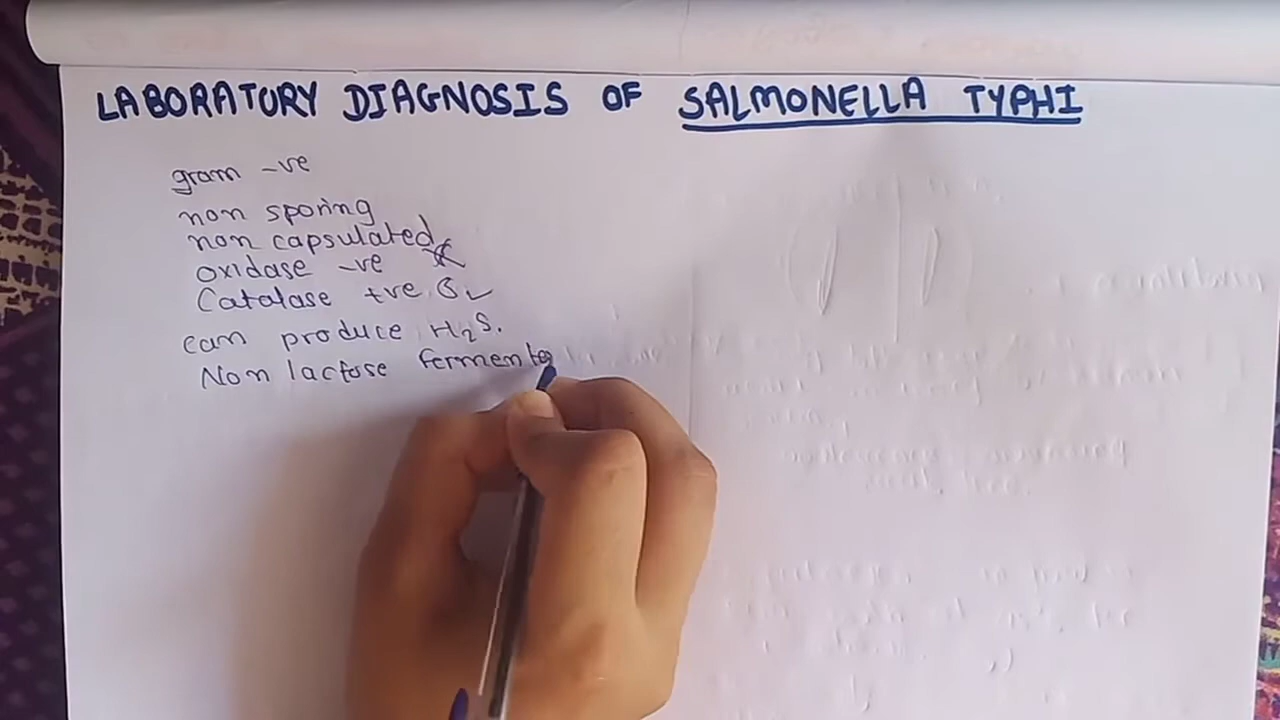 LABORATORY DIAGNOSIS OF SALMONELLA TYPHI
gram -ve
non sporing
non capsulated
oxidase -ve
Catalase +ve
can produce H₂S.
Non lactose fermente